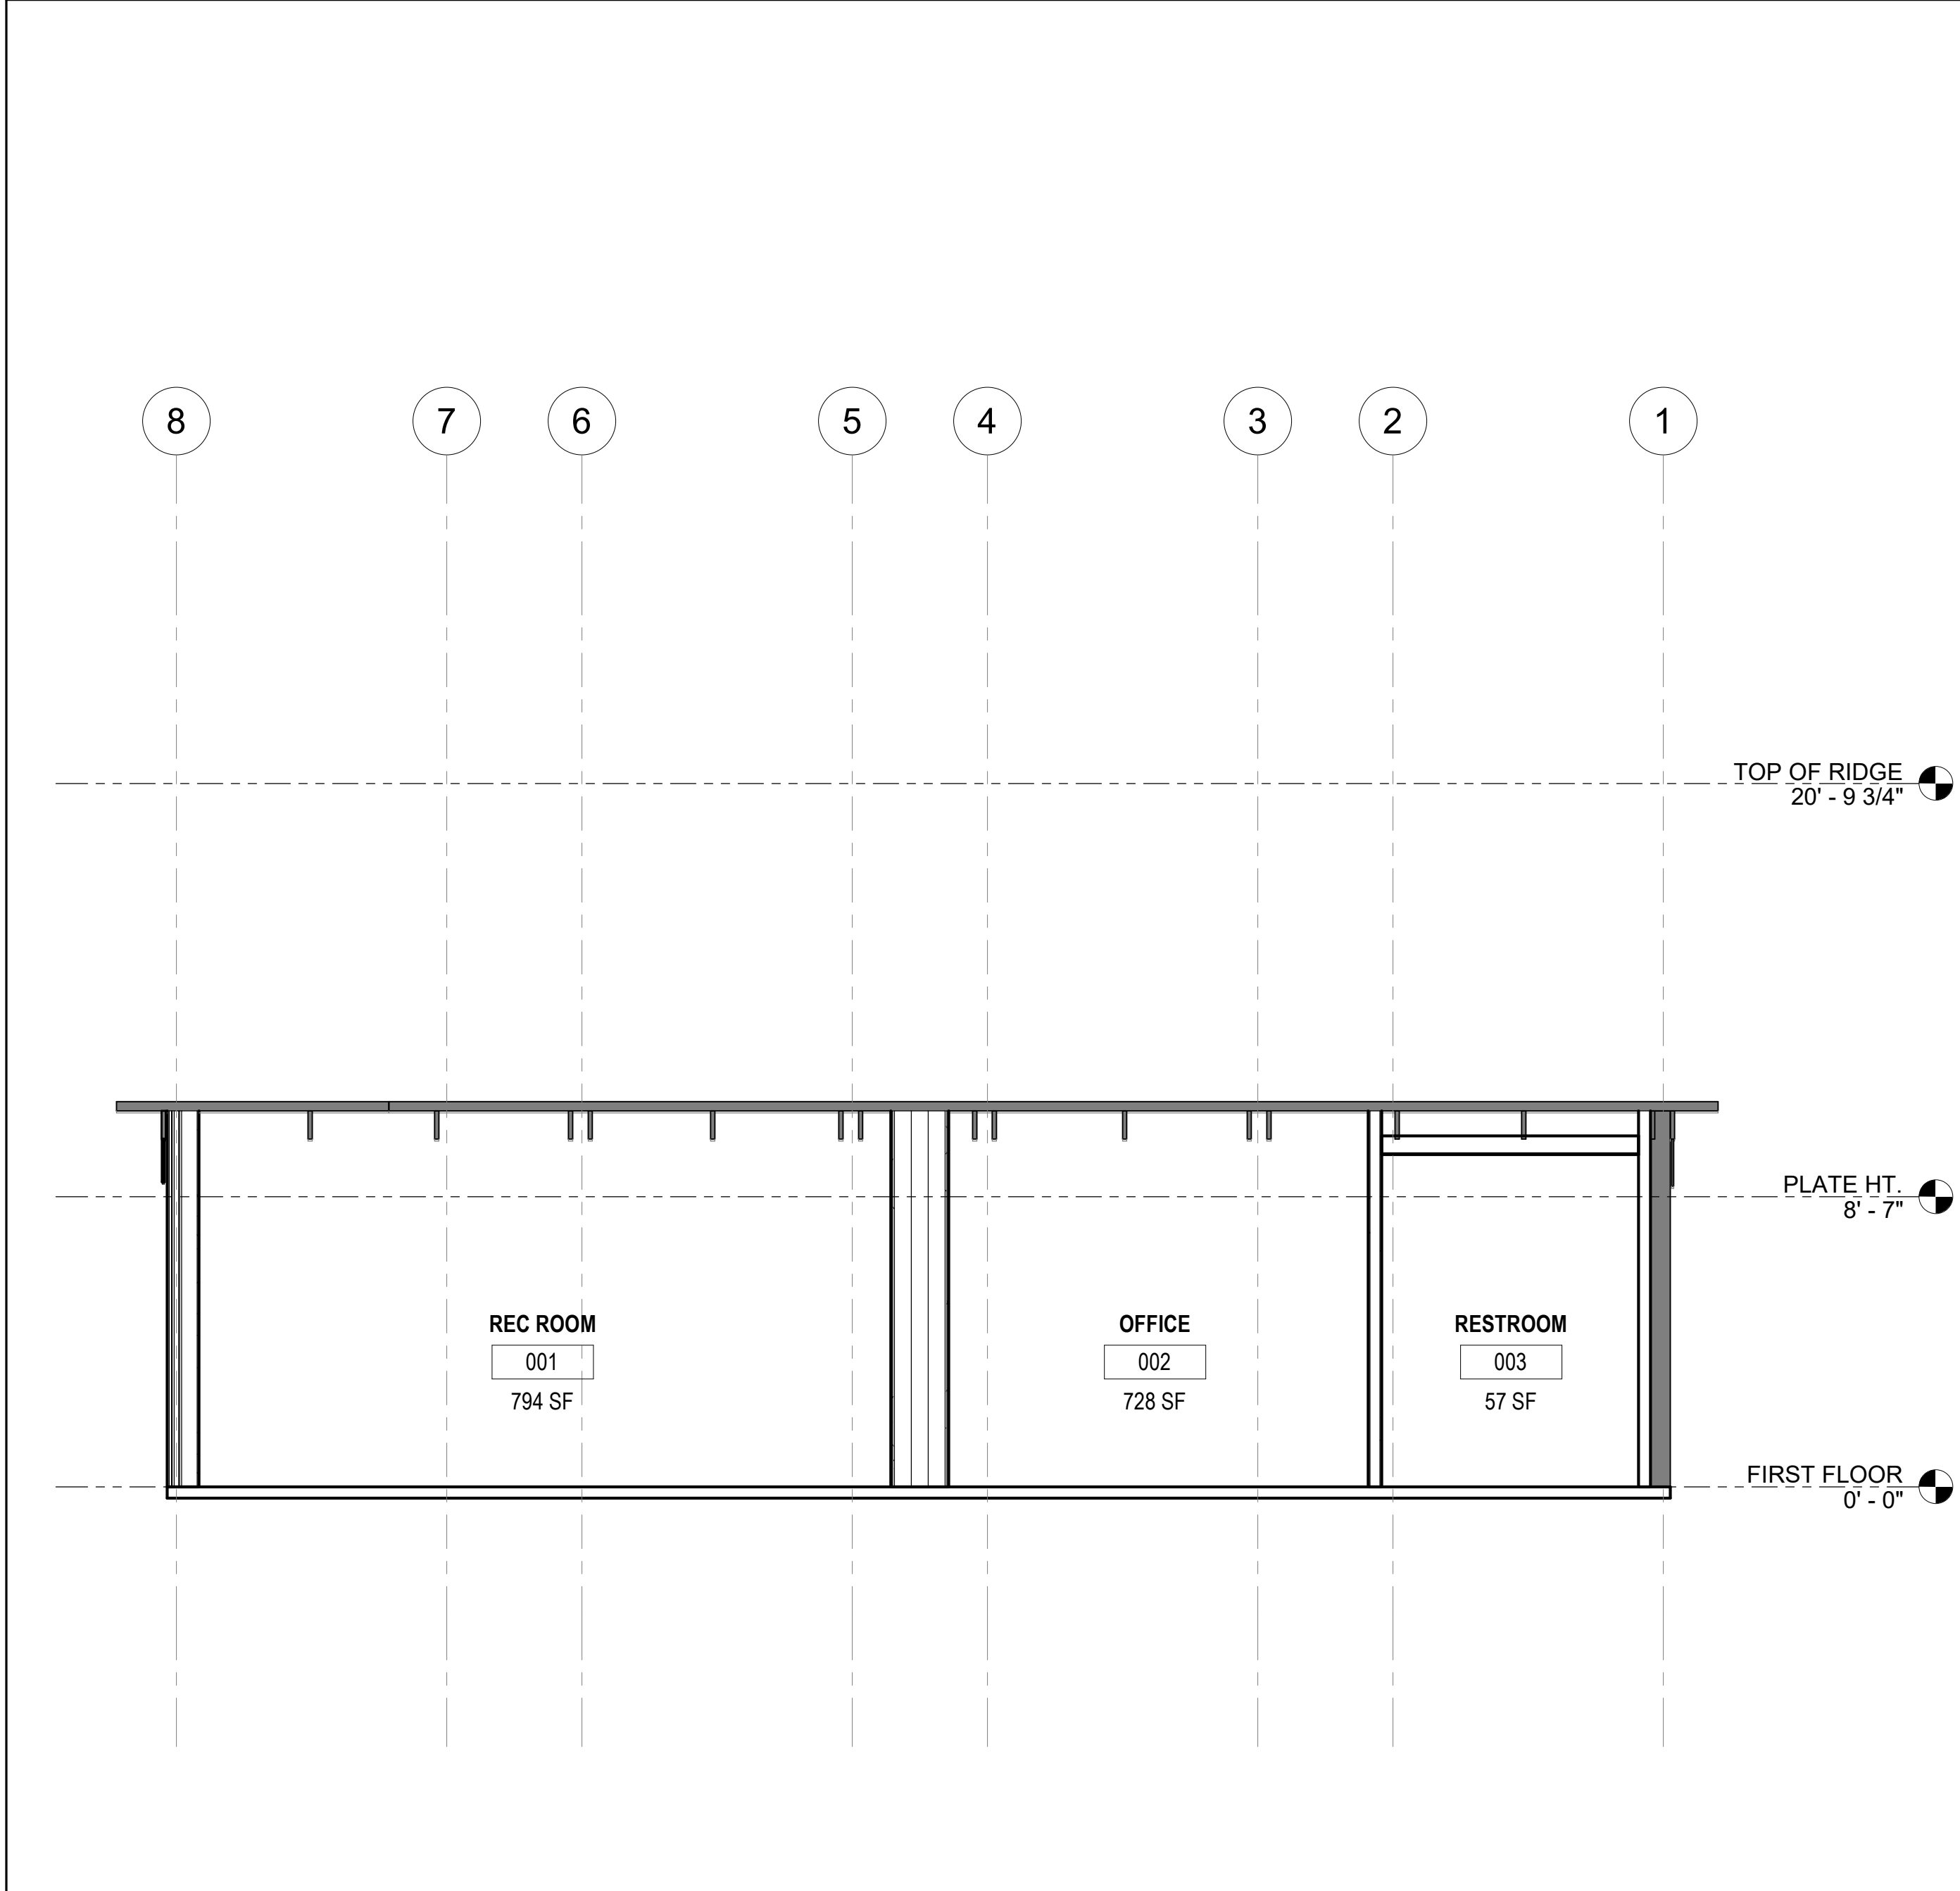 8 7 6 5 4 3 2 1
TOP OF RIDGE
20' - 9 3/4"
PLATE HT.
8' - 7"
REC ROOM
001
794 SF
OFFICE
002
728 SF
RESTROOM
003
57 SF
FIRST FLOOR
0' - 0"